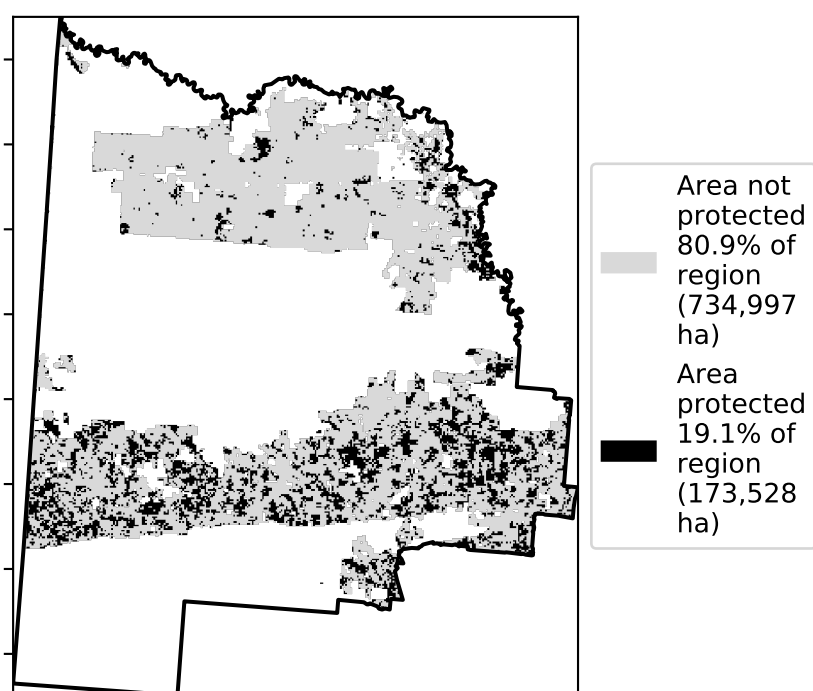 Area not
protected
80.9% of
region
(734,997
ha)
Area
protected
19.1% of
region
(173,528
ha)